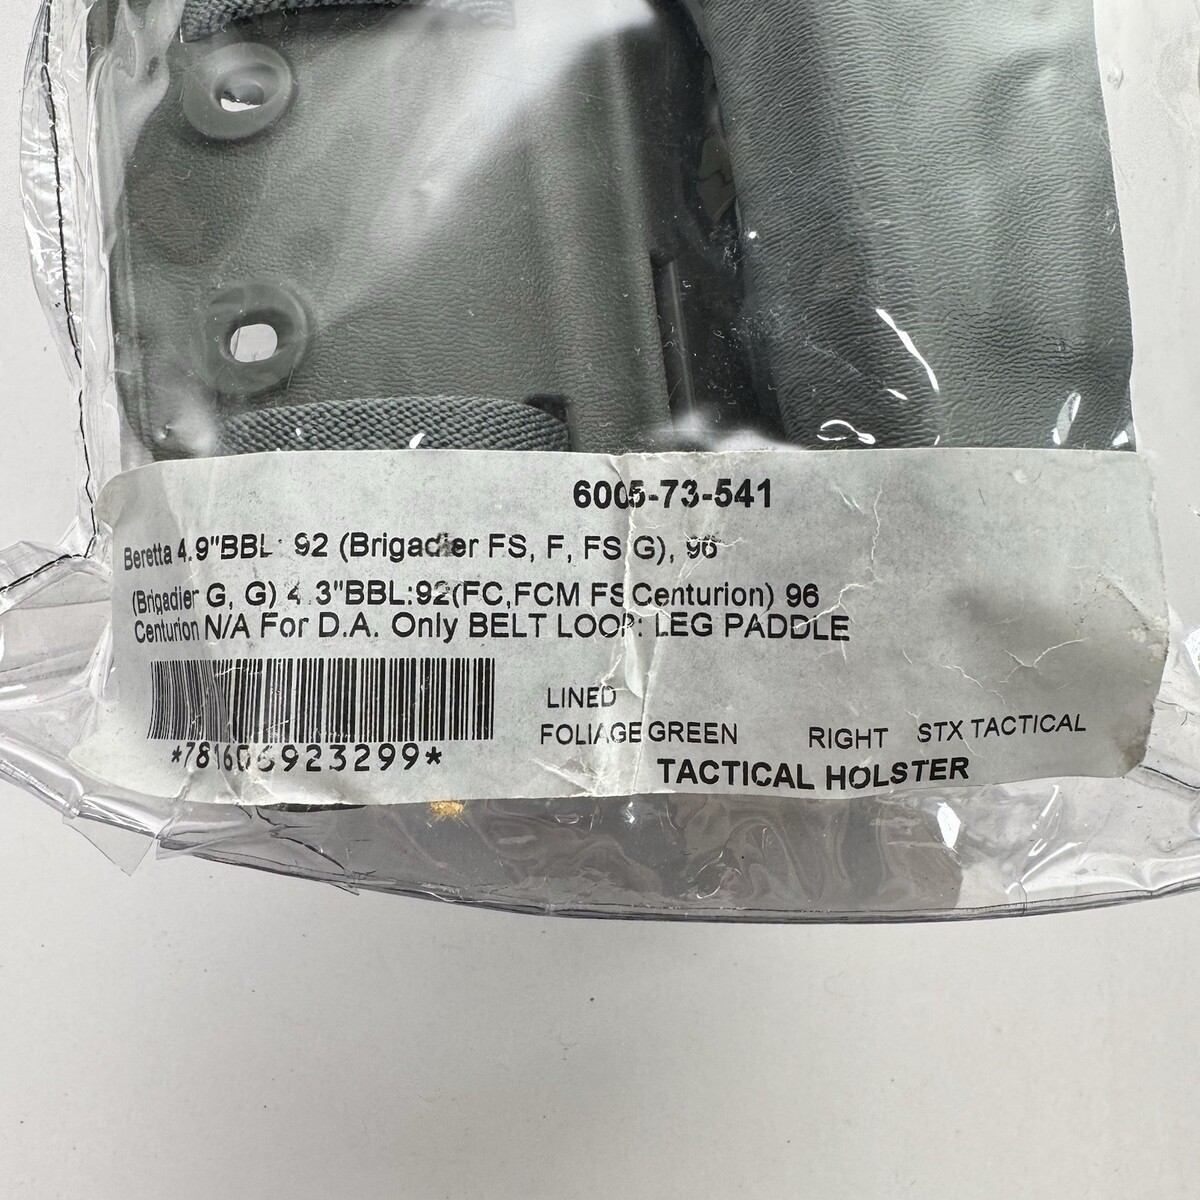 6005-73-541
Beretta 4.9"BBL: 92 (Brigadier FS, F, FS G), 96
(Brigadier G, G) 4.3"BBL:92(FC,FCM FS Centurion) 96
Centurion N/A For D.A. Only BELT LOOP: LEG PADDLE
LINED
FOLIAGE GREEN RIGHT STX TACTICAL
*781606923299*
TACTICAL HOLSTER